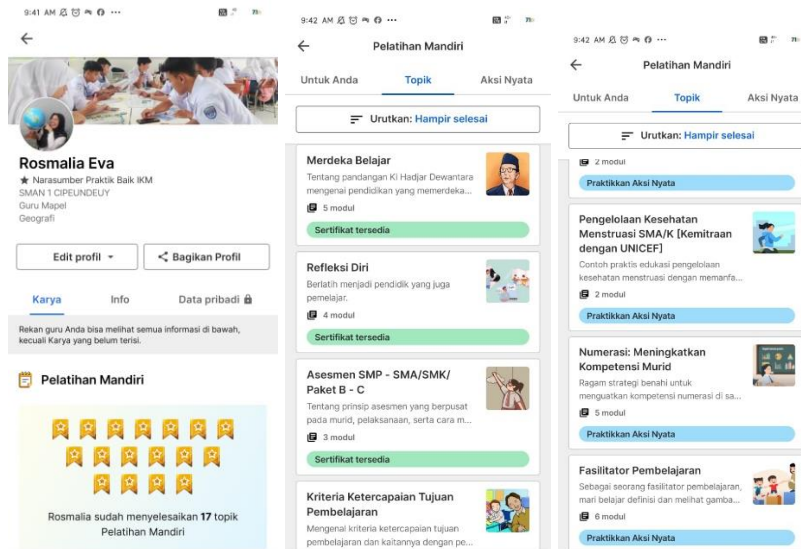 9:41 AM
Rosmalia Eva
★ Narasumber Praktik Baik IKM
SMAN 1 CIPEUNDEUY
Guru Mapel
Geografi
Edit profil
Bagikan Profil
Karya
Info
Data pribadi
Rekan guru Anda bisa melihat semua informasi di bawah,
kecuali Karya yang belum terisi.
Pelatihan Mandiri
Rosmalia sudah menyelesaikan 17 topik
Pelatihan Mandiri
9:42 AM
Pelatihan Mandiri
Untuk Anda
Topik
Aksi Nyata
Urutkan: Hampir selesai
Merdeka Belajar
Tentang pandangan Ki Hadjar Dewantara
mengenai pendidikan yang memerdeka...
5 modul
Sertifikat tersedia
Refleksi Diri
Berlatih menjadi pendidik yang juga
pemelajar.
4 modul
Sertifikat tersedia
Asesmen SMP - SMA/SMK/
Paket B - C
Tentang prinsip asesmen yang berpusat
pada murid, pelaksanaan, serta cara m...
3 modul
Sertifikat tersedia
Kriteria Ketercapaian Tujuan
Pembelajaran
Mengenal kriteria ketercapaian tujuan
pembelajaran dan kaitannya dengan pe...
9:42 AM
Pelatihan Mandiri
Untuk Anda
Topik
Aksi Nyata
Urutkan: Hampir selesai
2 modul
Praktikkan Aksi Nyata
Pengelolaan Kesehatan
Menstruasi SMA/K [Kemitraan
dengan UNICEF]
Contoh praktis edukasi pengelolaan
kesehatan menstruasi dengan memanfa...
2 modul
Praktikkan Aksi Nyata
Numerasi: Meningkatkan
Kompetensi Murid
Ragam strategi benahi untuk
menguatkan kompetensi numerasi di sa...
5 modul
Praktikkan Aksi Nyata
Fasilitator Pembelajaran
Sebagai seorang fasilitator pembelajaran,
mari belajar definisi dan melihat gamba...
6 modul
Praktikkan Aksi Nyata